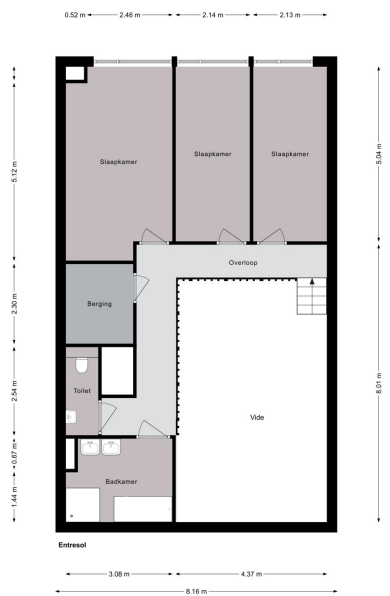 0.52 m
2.46 m
2.14 m
2.13 m
5.12 m
5.04 m
Slaapkamer
Slaapkamer
Slaapkamer
Overloop
Berging
2.30 m
8.01 m
Toilet
2.54 m
Vide
0.87 m
Badkamer
1.44 m
Entresol
3.08 m
4.37 m
8.16 m